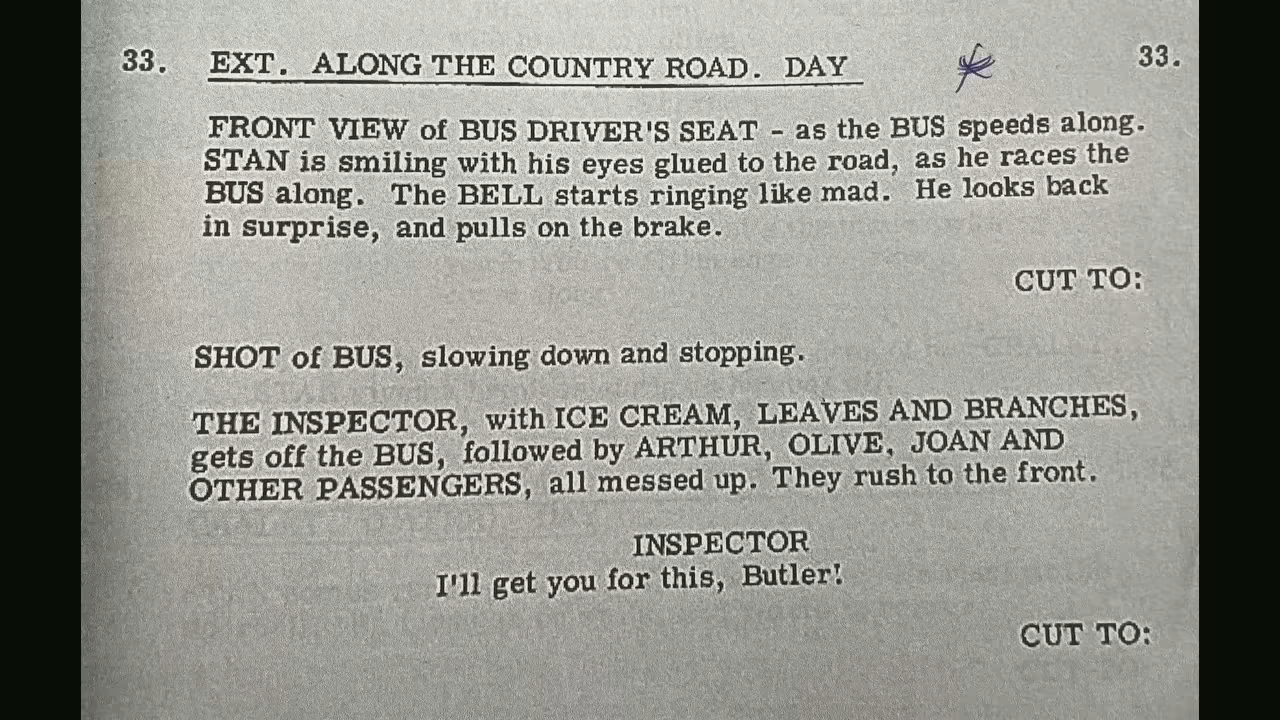 33. EXT. ALONG THE COUNTRY ROAD. DAY 33.
FRONT VIEW of BUS DRIVER'S SEAT - as the BUS speeds along.
STAN is smiling with his eyes glued to the road, as he races the
BUS along. The BELL starts ringing like mad. He looks back
in surprise, and pulls on the brake.
CUT TO:
SHOT of BUS, slowing down and stopping.
THE INSPECTOR, with ICE CREAM, LEAVES AND BRANCHES,
gets off the BUS, followed by ARTHUR, OLIVE, JOAN AND
OTHER PASSENGERS, all messed up. They rush to the front.
INSPECTOR
I'll get you for this, Butler!
CUT TO: